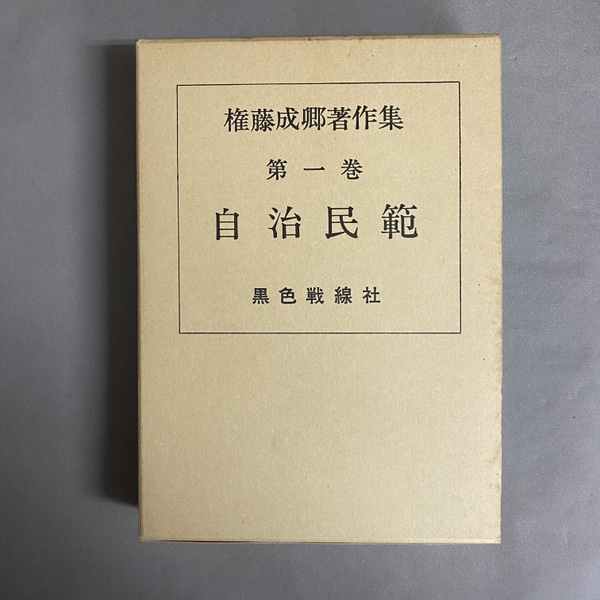 権藤成卿著作集
第一巻
自治民範
黒色戦線社